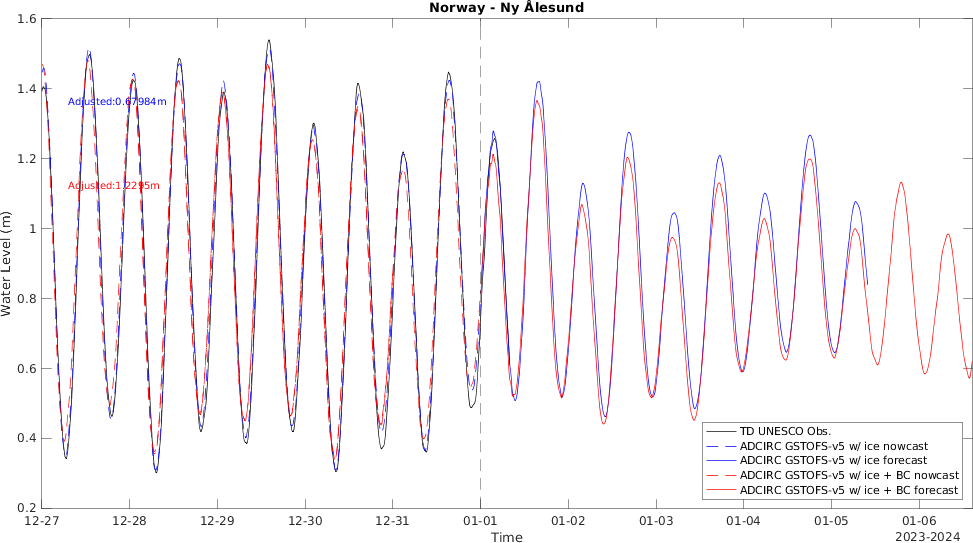 Norway - Ny Ålesund
1.6
1.4
1.2
1
0.8
0.6
0.4
0.2
Water Level (m)
Adjusted:0.67984m
Adjusted:1.2295m
TD UNESCO Obs.
ADCIRC GSTOFS-v5 w/ ice nowcast
ADCIRC GSTOFS-v5 w/ ice forecast
ADCIRC GSTOFS-v5 w/ ice + BC nowcast
ADCIRC GSTOFS-v5 w/ ice + BC forecast
12-27 12-28 12-29 12-30 12-31 01-01 01-02 01-03 01-04 01-05 01-06
Time
2023-2024